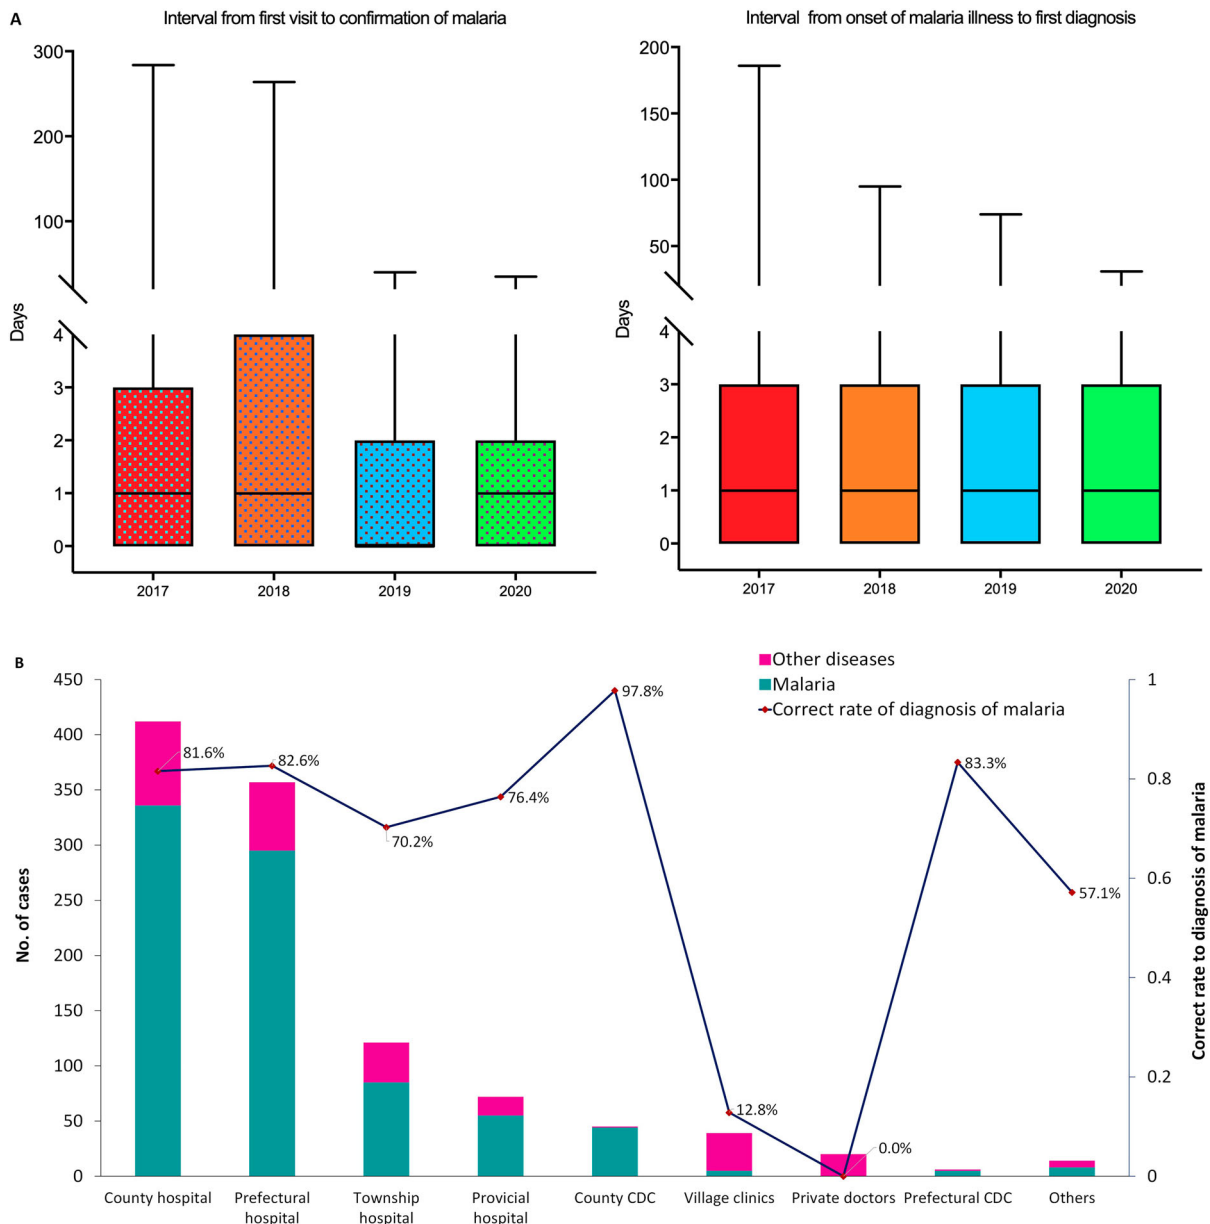 A
Interval from first visit to confirmation of malaria
Interval from onset of malaria illness to first diagnosis
300
200
100
4
3
2
1
0
Days
2017
2018
2019
2020
200
150
100
50
4
3
2
1
0
Days
2017
2018
2019
2020
B
Other diseases
Malaria
Correct rate of diagnosis of malaria
450
400
350
300
250
200
150
100
50
0
No. of cases
81.6%
82.6%
70.2%
76.4%
97.8%
12.8%
0.0%
83.3%
57.1%
1
0.8
0.6
0.4
0.2
0
Correct rate to diagnosis of malaria
County hospital
Prefectural
hospital
Township
hospital
Provicial
hospital
County CDC
Village clinics
Private doctors
Prefectural CDC
Others